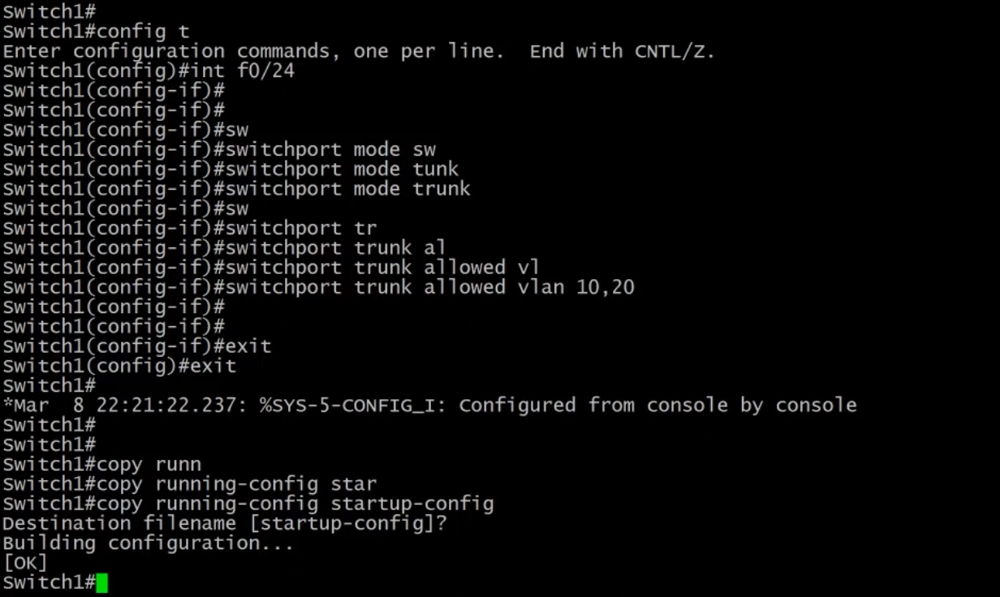 Switch1#
Switch1#config t
Enter configuration commands, one per line.  End with CNTL/Z.
Switch1(config)#int f0/24
Switch1(config-if)#
Switch1(config-if)#
Switch1(config-if)#sw
Switch1(config-if)#switchport mode sw
Switch1(config-if)#switchport mode tunk
Switch1(config-if)#switchport mode trunk
Switch1(config-if)#sw
Switch1(config-if)#switchport tr
Switch1(config-if)#switchport trunk al
Switch1(config-if)#switchport trunk allowed vl
Switch1(config-if)#switchport trunk allowed vlan 10,20
Switch1(config-if)#
Switch1(config-if)#
Switch1(config-if)#exit
Switch1(config)#exit
Switch1#
*Mar  8 22:21:22.237: %SYS-5-CONFIG_I: Configured from console by console
Switch1#
Switch1#
Switch1#copy runn
Switch1#copy running-config star
Switch1#copy running-config startup-config
Destination filename [startup-config]?
Building configuration...
[OK]
Switch1#